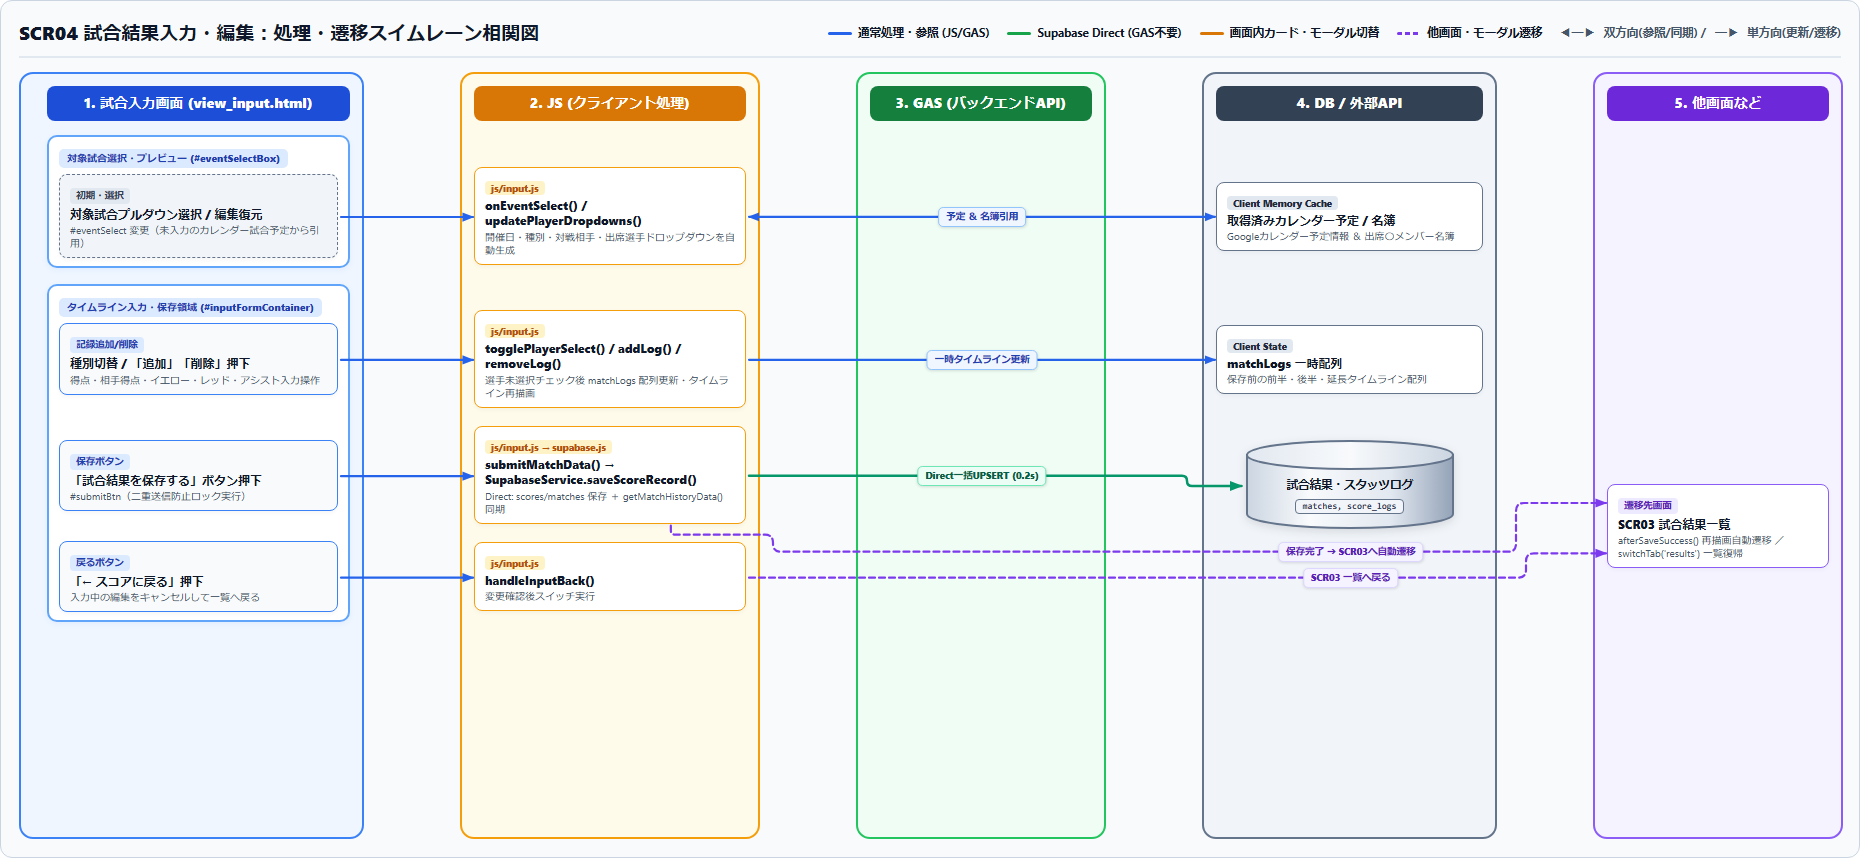 SCR04 試合結果入力・編集：処理・遷移スイムレーン相関図
通常処理・参照 (JS/GAS)
Supabase Direct (GAS不要)
画面内カード・モーダル切替
他画面・モーダル遷移
◀—▶ 双方向(参照/同期) / —▶ 単方向(更新/遷移)
1. 試合入力画面 (view_input.html)
対象試合選択・プレビュー (#eventSelectBox)
初期・選択
対象試合プルダウン選択 / 編集復元
#eventSelect 変更（未入力のカレンダー試合予定から引
用）
タイムライン入力・保存領域 (#inputFormContainer)
記録追加/削除
種別切替 / 「追加」「削除」押下
得点・相手得点・イエロー・レッド・アシスト入力操作
保存ボタン
「試合結果を保存する」ボタン押下
#submitBtn（二重送信防止ロック実行）
戻るボタン
「← スコアに戻る」押下
入力中の編集をキャンセルして一覧へ戻る
2. JS (クライアント処理)
js/input.js
onEventSelect() /
updatePlayerDropdowns()
開催日・種別・対戦相手・出席選手ドロップダウンを自
動生成
js/input.js
togglePlayerSelect() / addLog() /
removeLog()
選手未選択チェック後 matchLogs 配列更新・タイムラ
イン再描画
js/input.js → supabase.js
submitMatchData() →
SupabaseService.saveScoreRecord()
Direct: scores/matches 保存 ＋ getMatchHistoryData()
同期
js/input.js
handleInputBack()
変更確認後スイッチ実行
3. GAS (バックエンドAPI)
予定 ＆ 名簿引用
一時タイムライン更新
Direct一括UPSERT (0.2s)
4. DB / 外部API
Client Memory Cache
取得済みカレンダー予定 / 名簿
Googleカレンダー予定情報 ＆ 出席〇メンバー名簿
Client State
matchLogs 一時配列
保存前の前半・後半・延長タイムライン配列
試合結果・スタッツログ
matches, score_logs
保存完了 → SCR03へ自動遷移
SCR03 一覧へ戻る
5. 他画面など
遷移先画面
SCR03 試合結果一覧
afterSaveSuccess() 再描画自動遷移 ／
switchTab('results') 一覧復帰